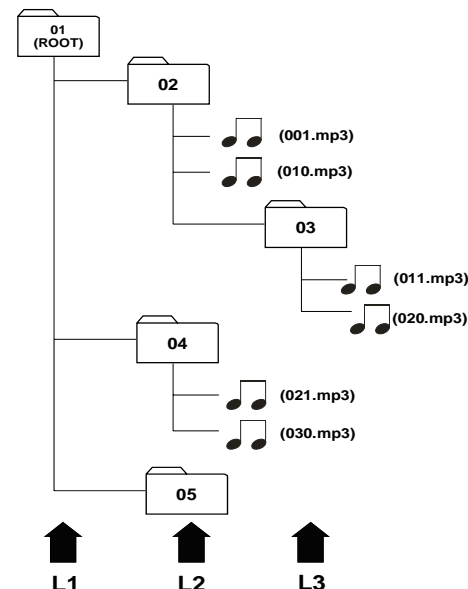 01
(ROOT)
02
(001.mp3)
(010.mp3)
03
(011.mp3)
(020.mp3)
04
(021.mp3)
(030.mp3)
05
L1 L2 L3